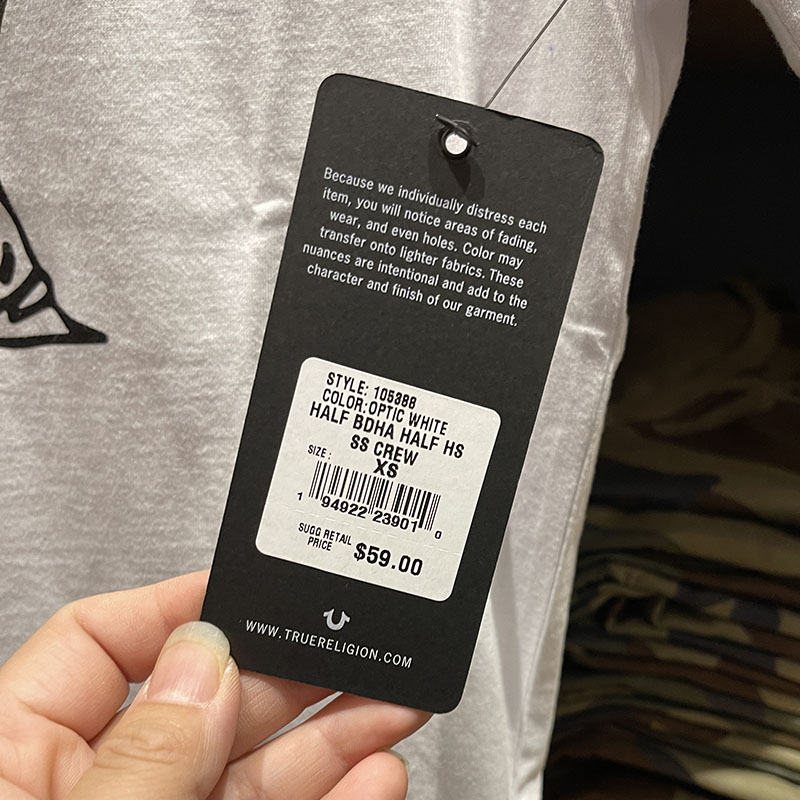 Because we individually distress each
item, you will notice areas of fading,
wear, and even holes. Color may
transfer onto lighter fabrics. These
nuances are intentional and add to the
character and finish of our garment.
STYLE: 105388
COLOR:OPTIC WHITE
HALF BDHA HALF HS
SS CREW
SIZE: XS
1 94922 23901 0
SUGG RETAIL
PRICE $59.00
WWW.TRUERELIGION.COM